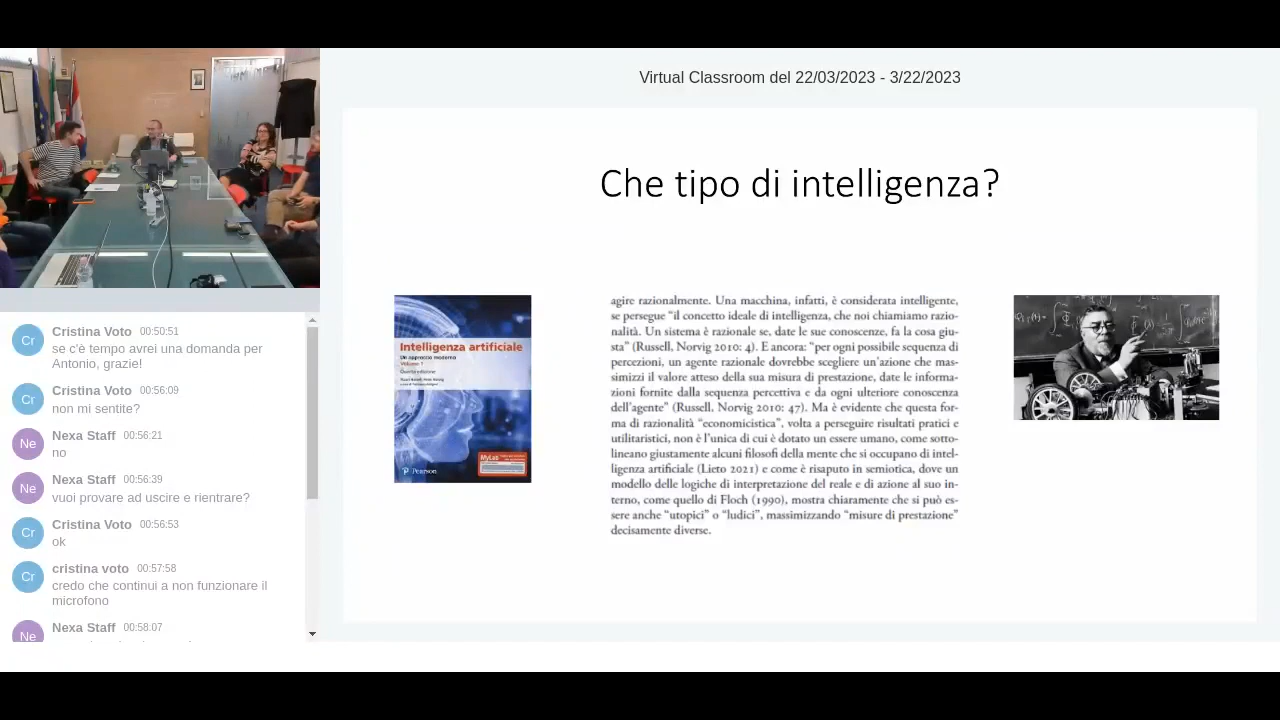 Virtual Classroom del 22/03/2023 - 3/22/2023
Cr
Cristina Voto 00:50:51
se c'è tempo avrei una domanda per
Antonio, grazie!
Cr
Cristina Voto 00:56:09
non mi sentite?
Ne
Nexa Staff 00:56:21
no
Ne
Nexa Staff 00:56:39
vuoi provare ad uscire e rientrare?
Cr
Cristina Voto 00:56:53
ok
Cr
cristina voto 00:57:58
credo che continui a non funzionare il
microfono
Ne
Nexa Staff 00:58:07
Che tipo di intelligenza?
Intelligenza artificiale
Un approccio moderno
Volume 1
Quarta edizione
Pearson
MyLab
agire razionalmente. Una macchina, infatti, è considerata intelligente,
se persegue “il concetto ideale di intelligenza, che noi chiamiamo razio-
nalità. Un sistema è razionale se, date le sue conoscenze, fa la cosa giu-
sta” (Russell, Norvig 2010: 4). E ancora: “per ogni possibile sequenza di
percezioni, un agente razionale dovrebbe scegliere un'azione che mas-
simizzi il valore atteso della sua misura di prestazione, date le informa-
zioni fornite dalla sequenza percettiva e da ogni ulteriore conoscenza
dell'agente” (Russell, Norvig 2010: 47). Ma è evidente che questa for-
ma di razionalità “economicistica”, volta a perseguire risultati pratici e
utilitaristici, non è l'unica di cui è dotato un essere umano, come sotto-
lineano giustamente alcuni filosofi della mente che si occupano di intel-
ligenza artificiale (Lieto 2021) e come è risaputo in semiotica, dove un
modello delle logiche di interpretazione del reale e di azione al suo in-
terno, come quello di Floch (1990), mostra chiaramente che si può es-
sere anche “utopici” o “ludici”, massimizzando “misure di prestazione”
decisamente diverse.